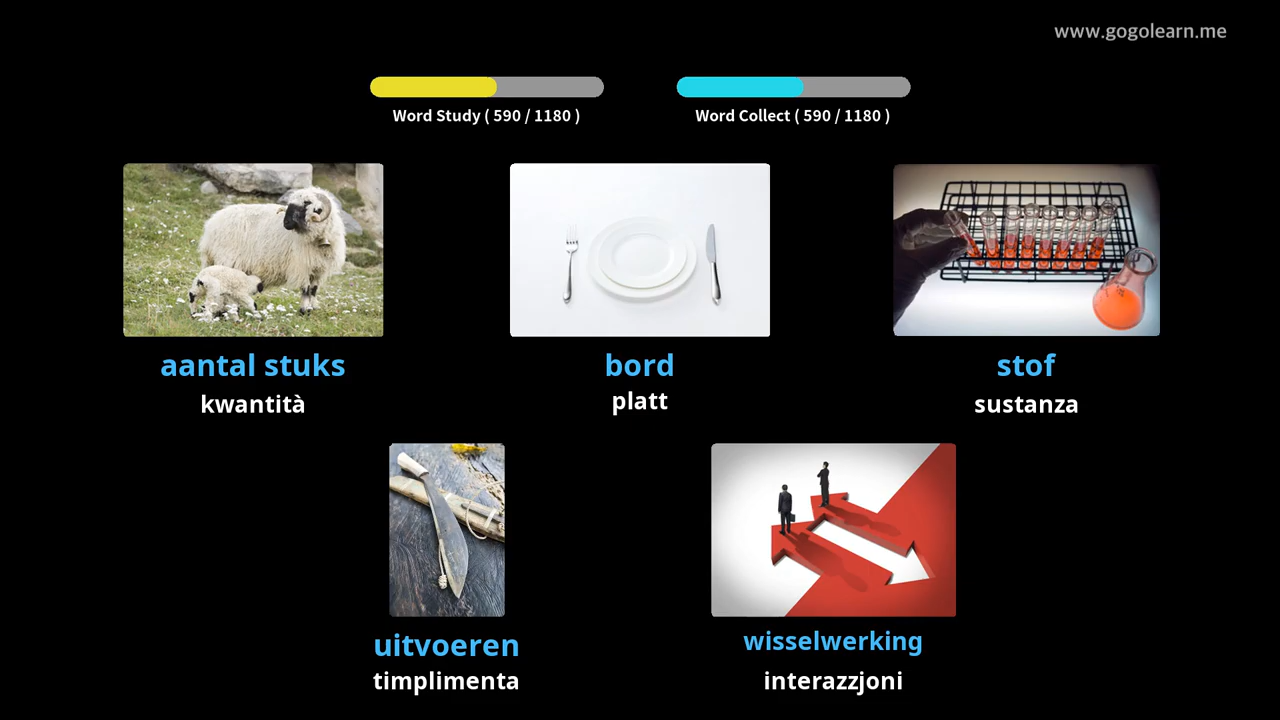 www.gogolearn.me
Word Study ( 590 / 1180 )
Word Collect ( 590 / 1180 )
aantal stuks
kwantità
bord
platt
stof
sustanza
uitvoeren
timplimenta
wisselwerking
interazzjoni